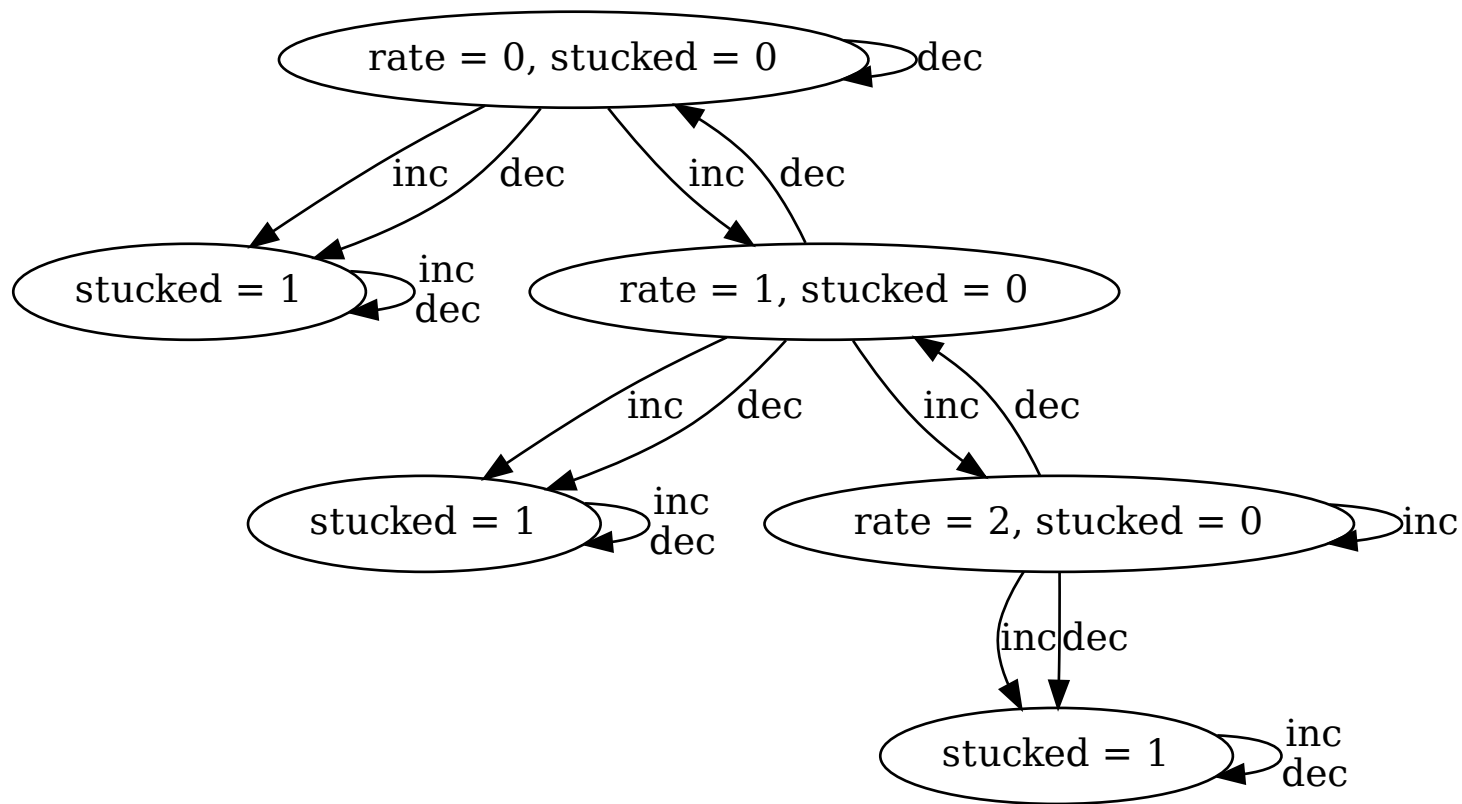 rate = 0, stucked = 0
dec
inc
dec
inc
dec
stucked = 1
inc
dec
rate = 1, stucked = 0
inc
dec
inc
dec
stucked = 1
inc
dec
rate = 2, stucked = 0
inc
inc
dec
stucked = 1
inc
dec